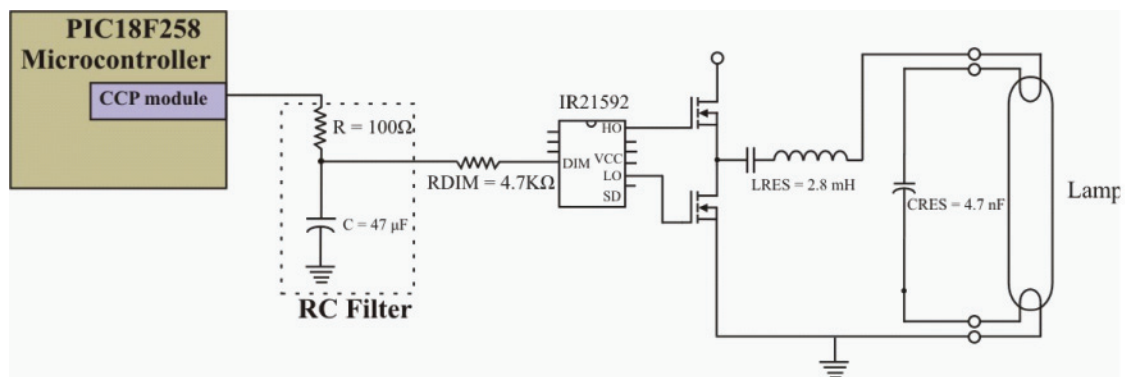 PIC18F258
Microcontroller
CCP module
R = 100Ω
C = 47 μF
RC Filter
RDIM = 4.7KΩ
IR21592
HO
DIM
VCC
LO
SD
LRES = 2.8 mH
CRES = 4.7 nF
Lamp